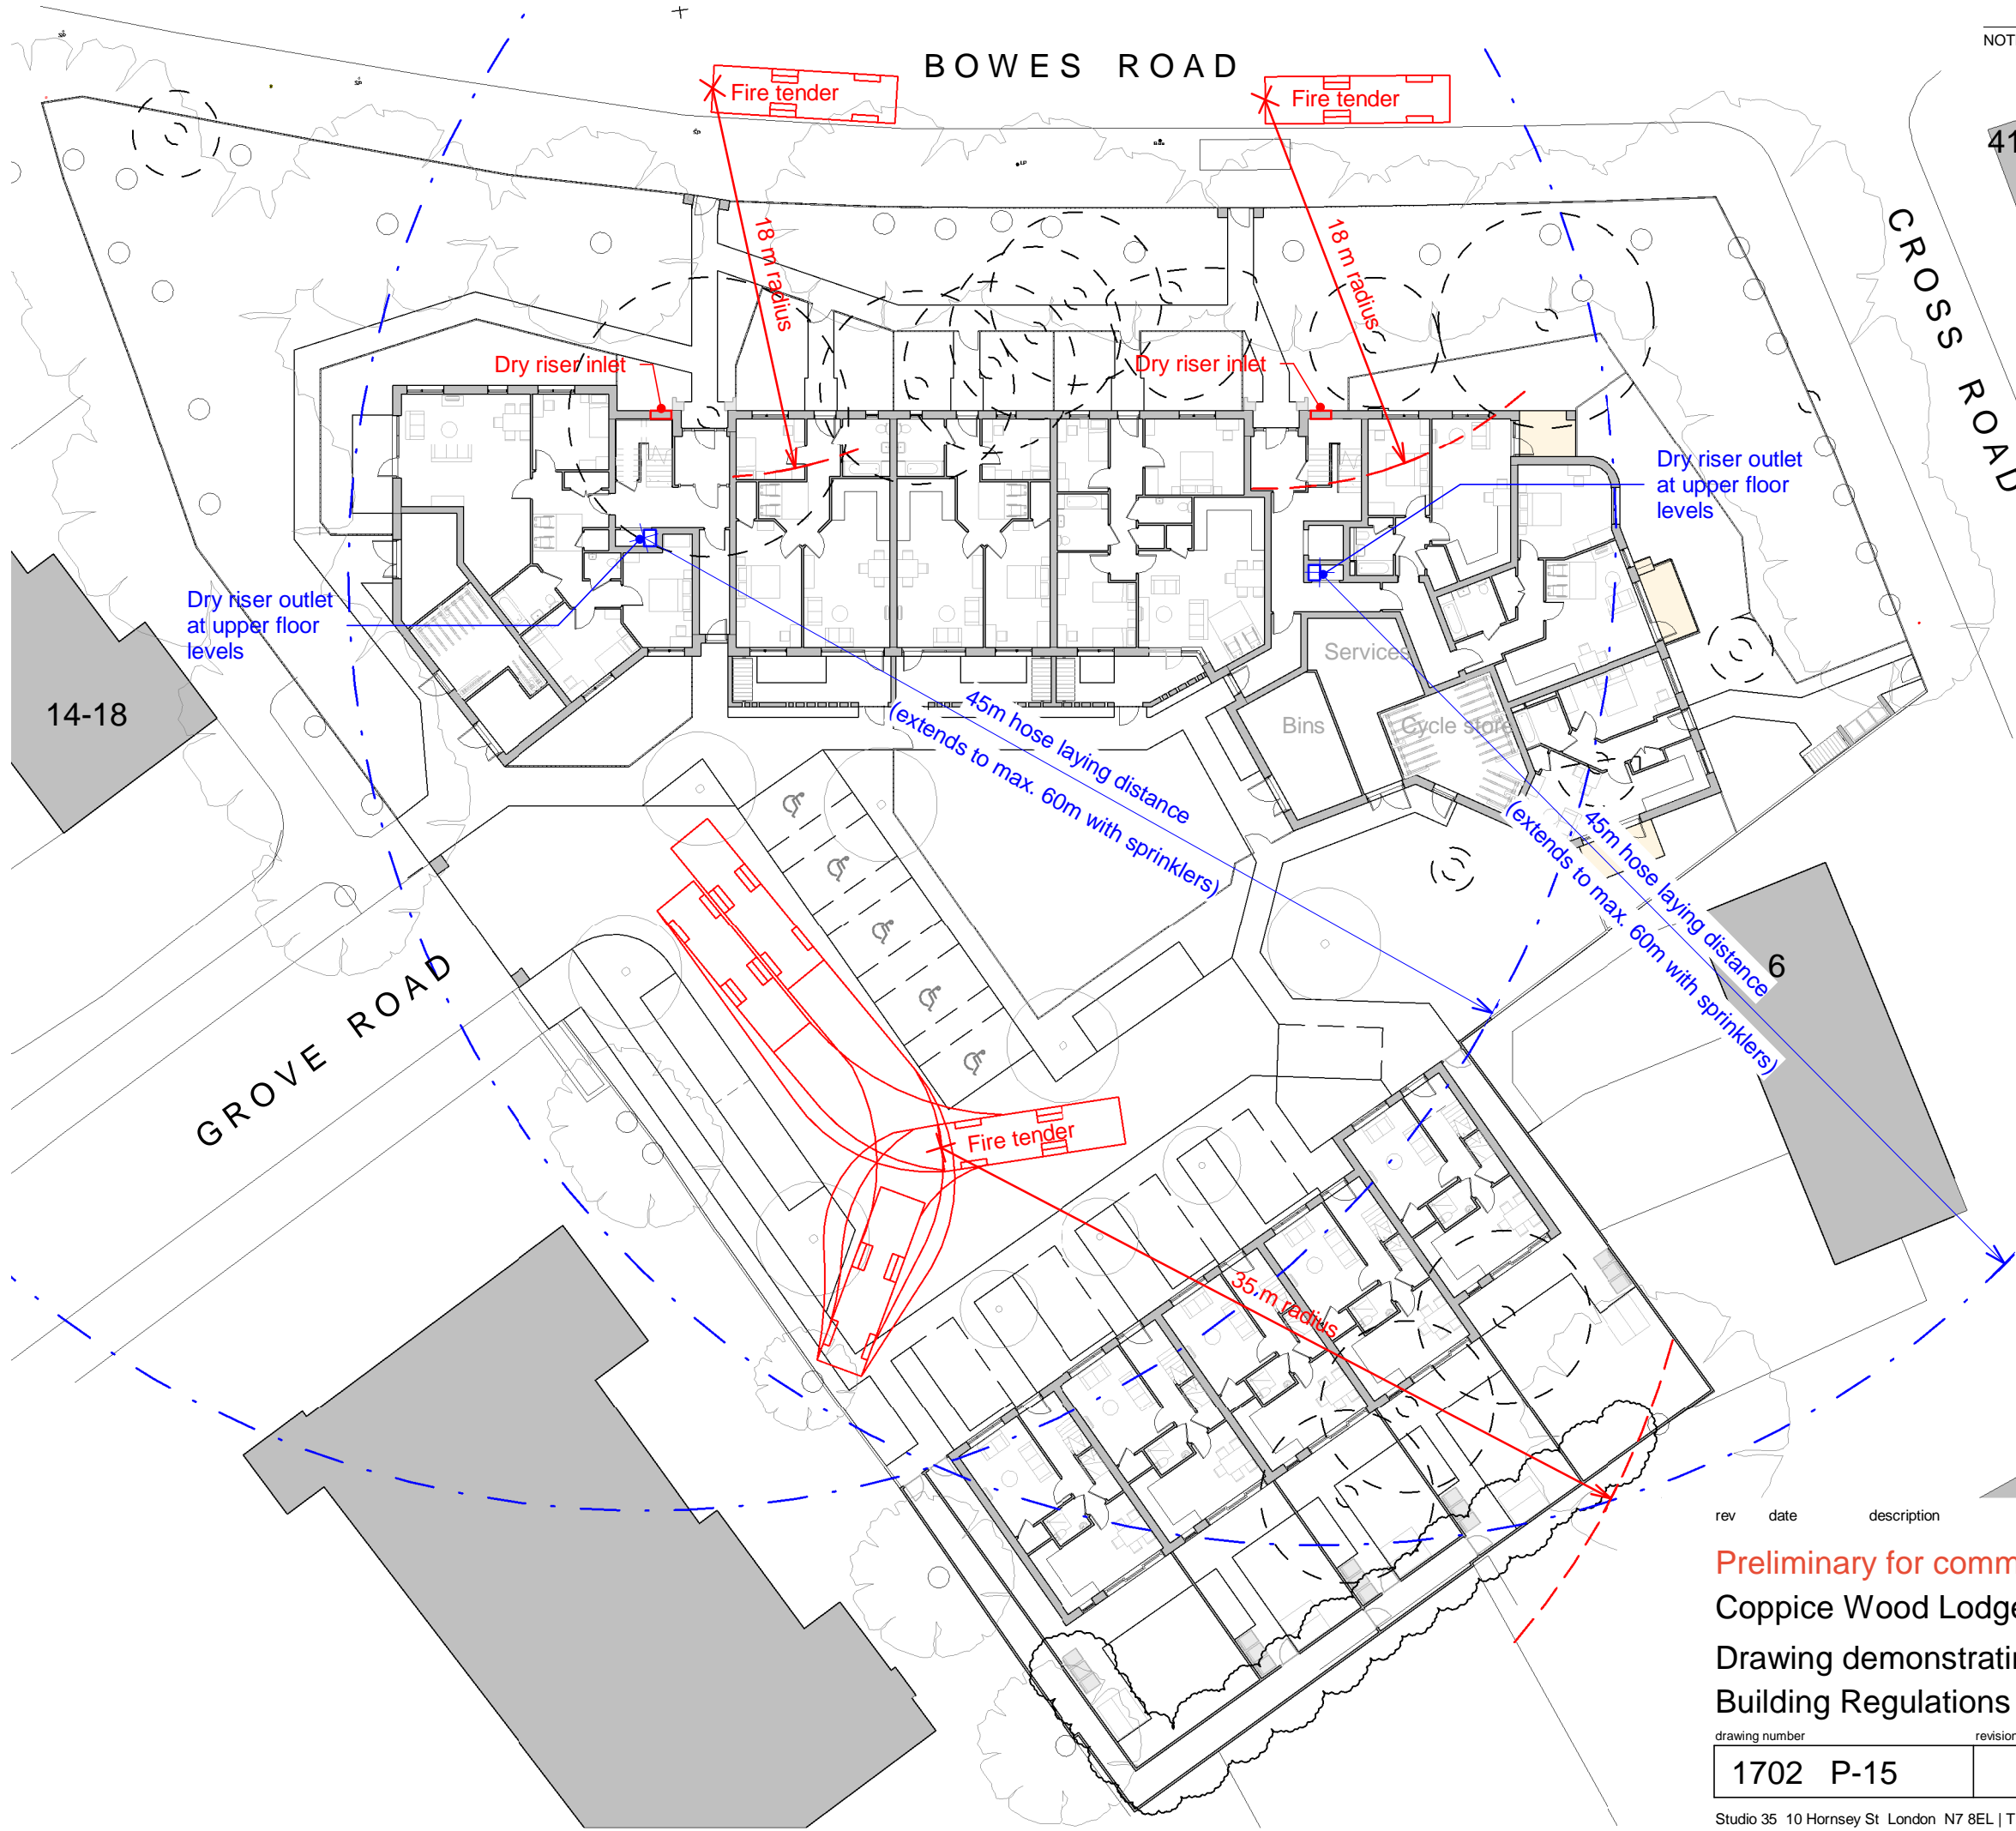 BOWES ROAD
NOT
Fire tender
Fire tender
41
CROSS ROAD
18 m radius
18 m radius
Dry riser inlet
Dry riser inlet
Dry riser outlet
at upper floor
levels
Dry riser outlet
at upper floor
levels
14-18
Services
Bins
Cycle store
45m hose laying distance
(extends to max. 60m with sprinklers)
45m hose laying distance
(extends to max. 60m with sprinklers)
6
GROVE ROAD
Fire tender
35 m radius
rev date description
Preliminary for comm
Coppice Wood Lodge
Drawing demonstratin
Building Regulations
drawing number revision
1702 P-15
Studio 35 10 Hornsey St London N7 8EL | T